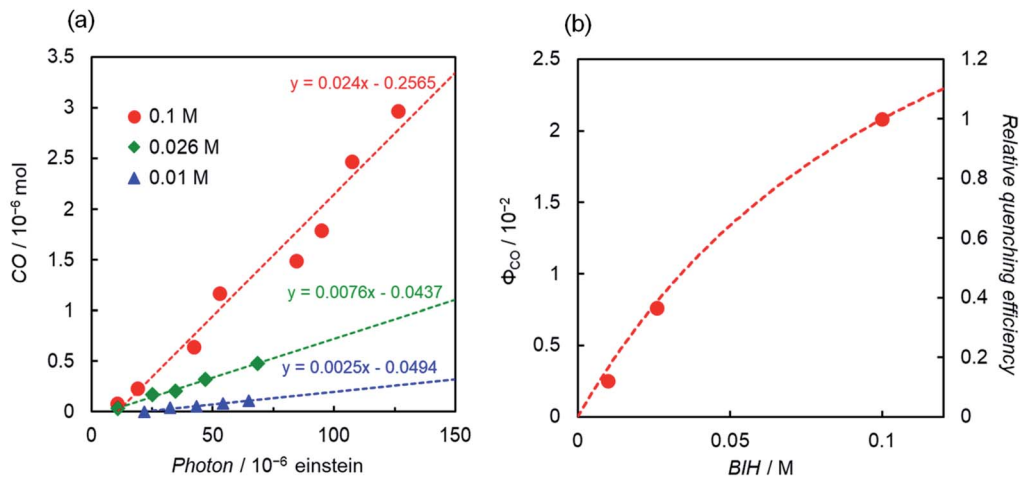 (a)
3.5
3
2.5
2
1.5
1
0.5
0
CO / 10⁻⁶ mol
0.1 M
0.026 M
0.01 M
y = 0.024x - 0.2565
y = 0.0076x - 0.0437
y = 0.0025x - 0.0494
0 50 100 150
Photon / 10⁻⁶ einstein
(b)
2.5
2
1.5
1
0.5
0
ΦCO / 10⁻²
1.2
1
0.8
0.6
0.4
0.2
0
Relative quenching efficiency
0 0.05 0.1
BIH / M